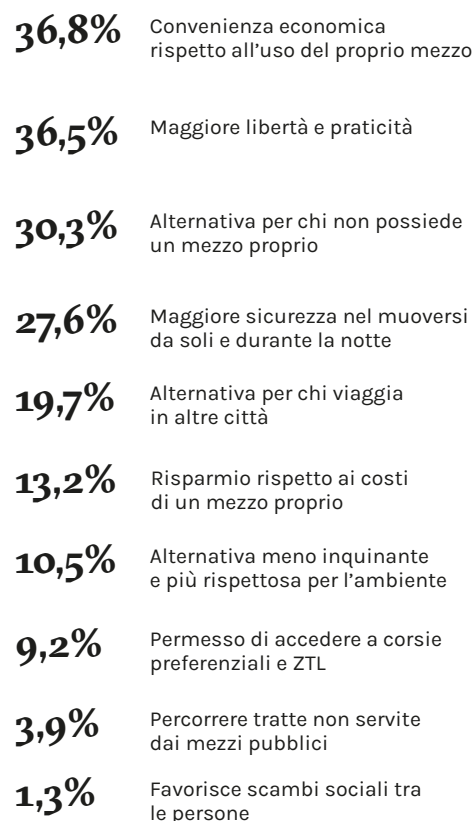 36,8%
Convenienza economica
rispetto all’uso del proprio mezzo
36,5%
Maggiore libertà e praticità
30,3%
Alternativa per chi non possiede
un mezzo proprio
27,6%
Maggiore sicurezza nel muoversi
da soli e durante la notte
19,7%
Alternativa per chi viaggia
in altre città
13,2%
Risparmio rispetto ai costi
di un mezzo proprio
10,5%
Alternativa meno inquinante
e più rispettosa per l’ambiente
9,2%
Permesso di accedere a corsie
preferenziali e ZTL
3,9%
Percorrere tratte non servite
dai mezzi pubblici
1,3%
Favorisce scambi sociali tra
le persone